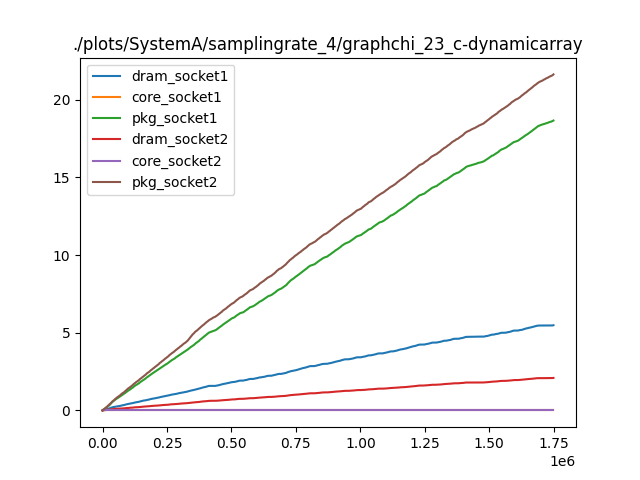 ./plots/SystemA/samplingrate_4/graphchi_23_c-dynamicarray
dram_socket1
core_socket1
pkg_socket1
dram_socket2
core_socket2
pkg_socket2
20
15
10
5
0
0.00 0.25 0.50 0.75 1.00 1.25 1.50 1.75
1e6